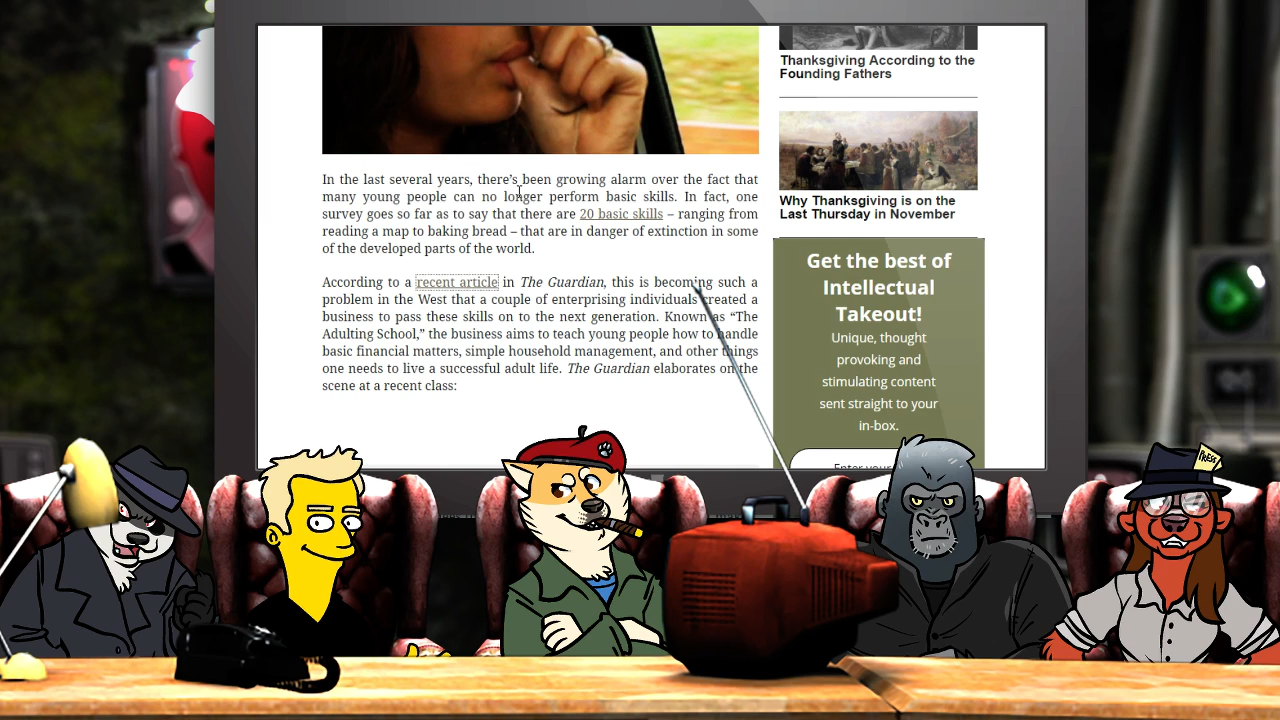 Thanksgiving According to the
Founding Fathers
Why Thanksgiving is on the
Last Thursday in November
In the last several years, there's been growing alarm over the fact that
many young people can no longer perform basic skills. In fact, one
survey goes so far as to say that there are 20 basic skills – ranging from
reading a map to baking bread – that are in danger of extinction in some
of the developed parts of the world.
According to a recent article in The Guardian, this is becoming such a
problem in the West that a couple of enterprising individuals created a
business to pass these skills on to the next generation. Known as “The
Adulting School,” the business aims to teach young people how to handle
basic financial matters, simple household management, and other things
one needs to live a successful adult life. The Guardian elaborates on the
scene at a recent class:
Get the best of
Intellectual
Takeout!
Unique, thought
provoking and
stimulating content
sent straight to your
in-box.
Enter your
PRESS